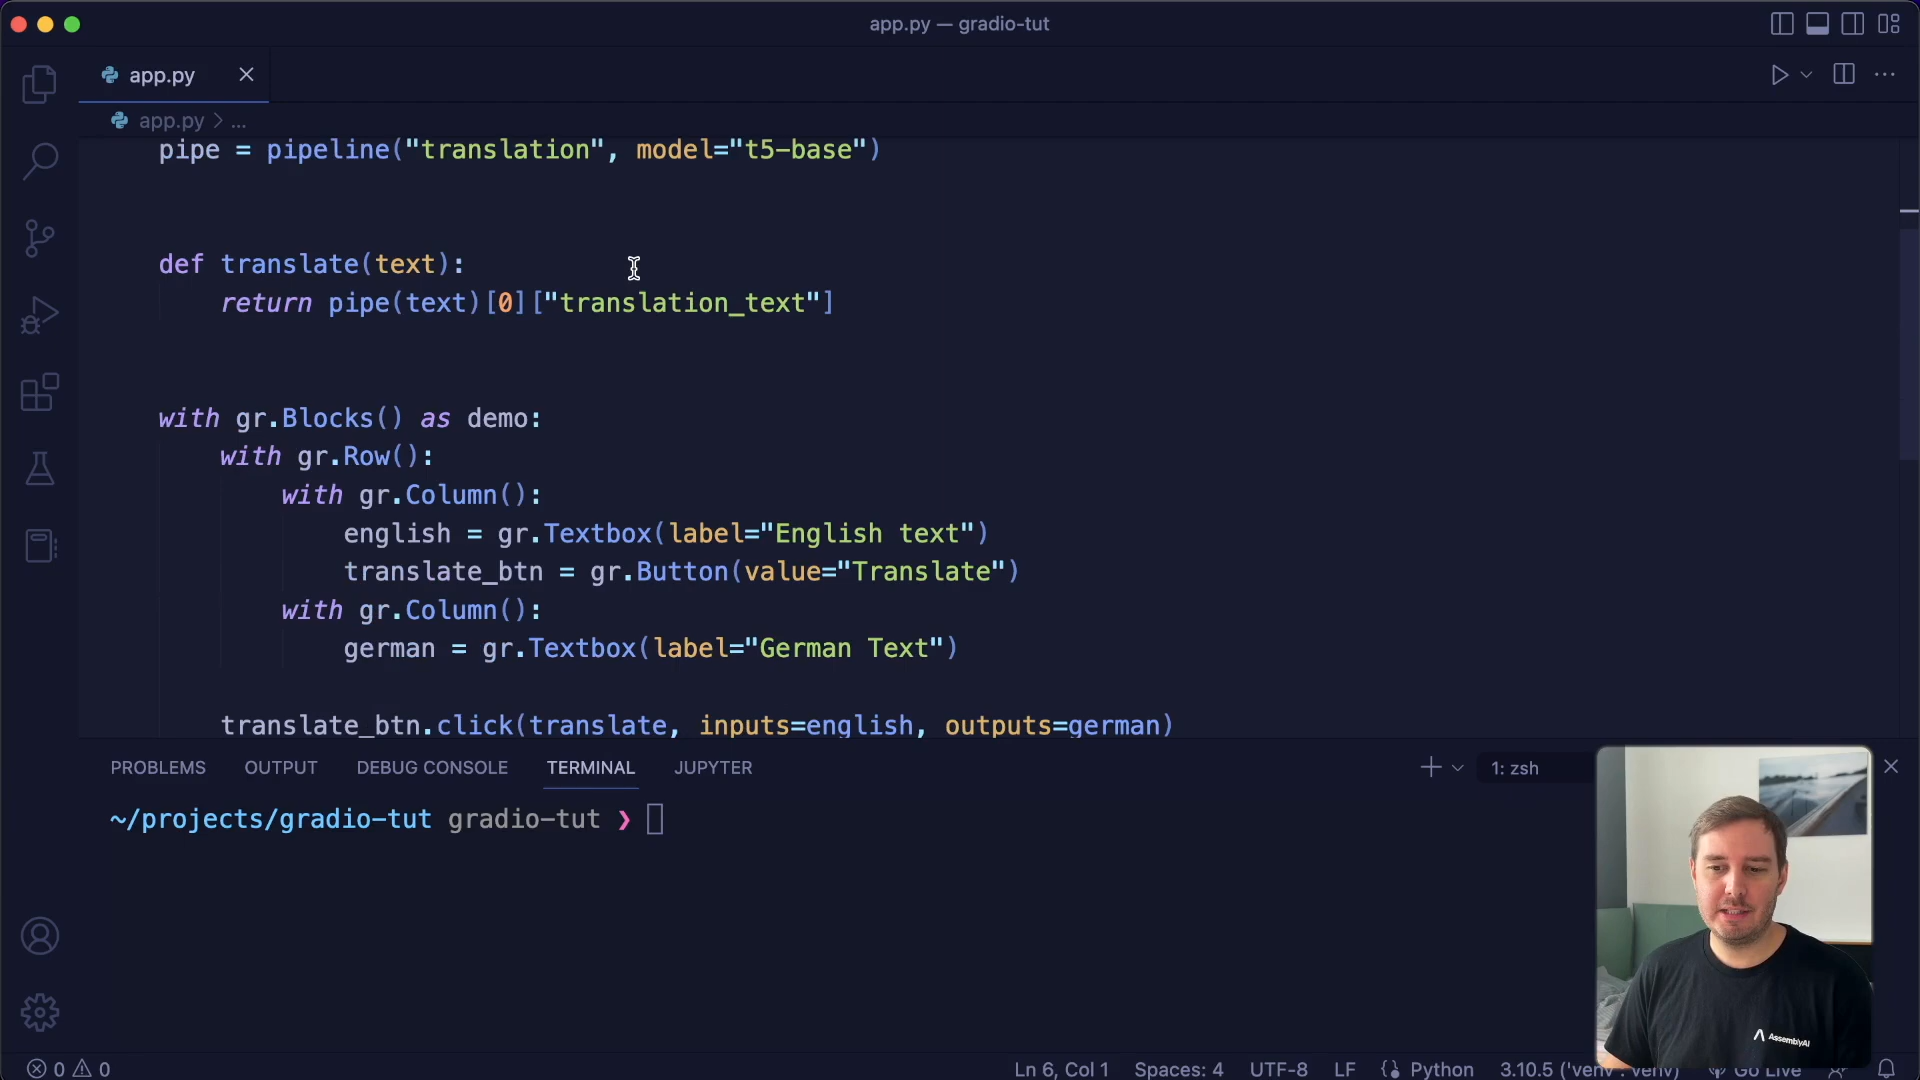 app.py — gradio-tut
app.py
app.py > ...
pipe = pipeline("translation", model="t5-base")
def translate(text):
return pipe(text)[0]["translation_text"]
with gr.Blocks() as demo:
with gr.Row():
with gr.Column():
english = gr.Textbox(label="English text")
translate_btn = gr.Button(value="Translate")
with gr.Column():
german = gr.Textbox(label="German Text")
translate_btn.click(translate, inputs=english, outputs=german)
PROBLEMS OUTPUT DEBUG CONSOLE TERMINAL JUPYTER 1: zsh
~/projects/gradio-tut gradio-tut ❯
AssemblyAI
0 0 Ln 6, Col 1 Spaces: 4 UTF-8 LF Python 3.10.5 ('venv': venv) Go Live